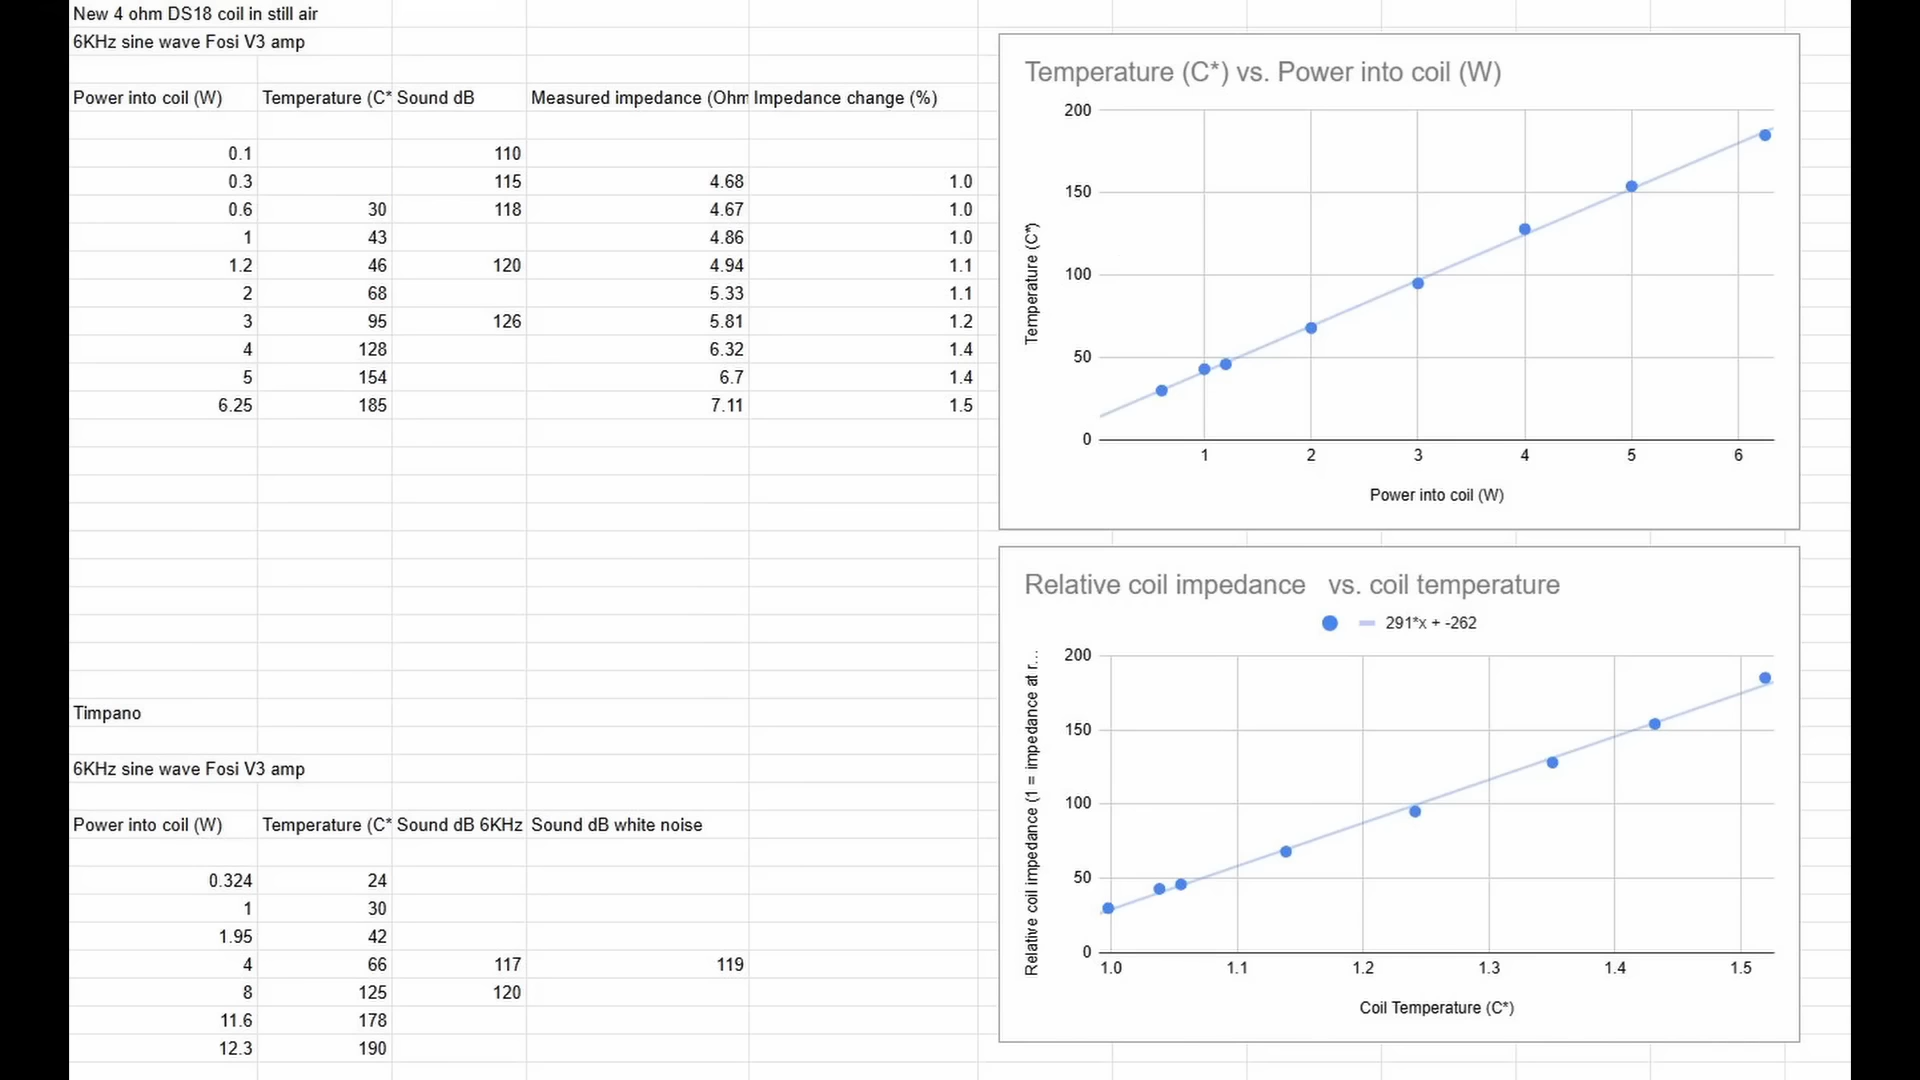 New 4 ohm DS18 coil in still air
6KHz sine wave Fosi V3 amp
Power into coil (W) Temperature (C* Sound dB Measured impedance (Ohm Impedance change (%)
0.1 110
0.3 115 4.68 1.0
0.6 30 118 4.67 1.0
1 43 4.86 1.0
1.2 46 120 4.94 1.1
2 68 5.33 1.1
3 95 126 5.81 1.2
4 128 6.32 1.4
5 154 6.7 1.4
6.25 185 7.11 1.5
Timpano
6KHz sine wave Fosi V3 amp
Power into coil (W) Temperature (C* Sound dB 6KHz Sound dB white noise
0.324 24
1 30
1.95 42
4 66 117 119
8 125 120
11.6 178
12.3 190
Temperature (C*) vs. Power into coil (W)
Temperature (C*)
200
150
100
50
0
1 2 3 4 5 6
Power into coil (W)
Relative coil impedance vs. coil temperature
291*x + -262
Relative coil impedance (1 = impedance at r...
200
150
100
50
0
1.0 1.1 1.2 1.3 1.4 1.5
Coil Temperature (C*)